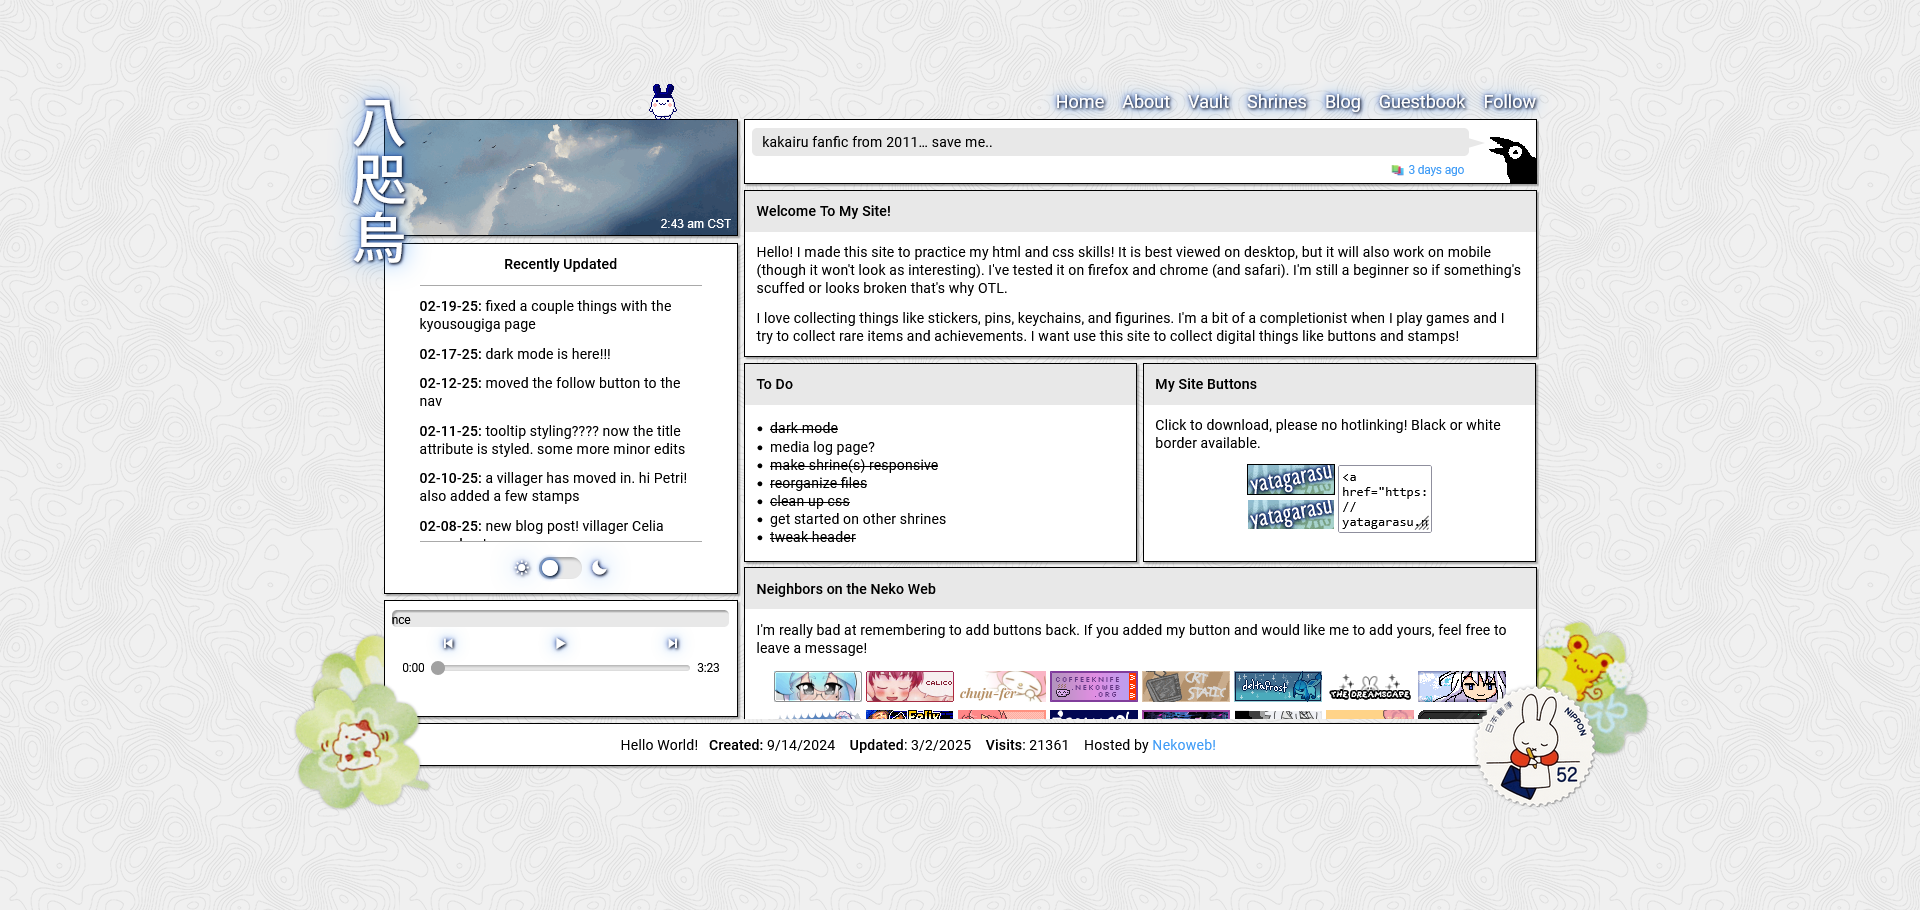 八咫烏
Home About Vault Shrines Blog Guestbook Follow
2:43 am CST
kakairu fanfic from 2011... save me..
3 days ago
Recently Updated
02-19-25: fixed a couple things with the
kyousougiga page
02-17-25: dark mode is here!!!
02-12-25: moved the follow button to the
nav
02-11-25: tooltip styling???? now the title
attribute is styled. some more minor edits
02-10-25: a villager has moved in. hi Petri!
also added a few stamps
02-08-25: new blog post! villager Celia
nce
0:00
3:23
Welcome To My Site!
Hello! I made this site to practice my html and css skills! It is best viewed on desktop, but it will also work on mobile
(though it won't look as interesting). I've tested it on firefox and chrome (and safari). I'm still a beginner so if something's
scuffed or looks broken that's why OTL.
I love collecting things like stickers, pins, keychains, and figurines. I'm a bit of a completionist when I play games and I
try to collect rare items and achievements. I want use this site to collect digital things like buttons and stamps!
To Do
dark mode
media log page?
make shrine(s) responsive
reorganize files
clean up css
get started on other shrines
tweak header
My Site Buttons
Click to download, please no hotlinking! Black or white
border available.
yatagarasu
yatagarasu
<a
href="https:
//
yatagarasu.n
Neighbors on the Neko Web
I'm really bad at remembering to add buttons back. If you added my button and would like me to add yours, feel free to
leave a message!
CALICO
chuju-fer
COFFEEKNIFE
.NEKOWEB
.ORG
CRT
STATIC
deltafrost
THE DREAMSCAPE
Felix
Hello World! Created: 9/14/2024 Updated: 3/2/2025 Visits: 21361 Hosted by Nekoweb!
日本郵便
NIPPON
52